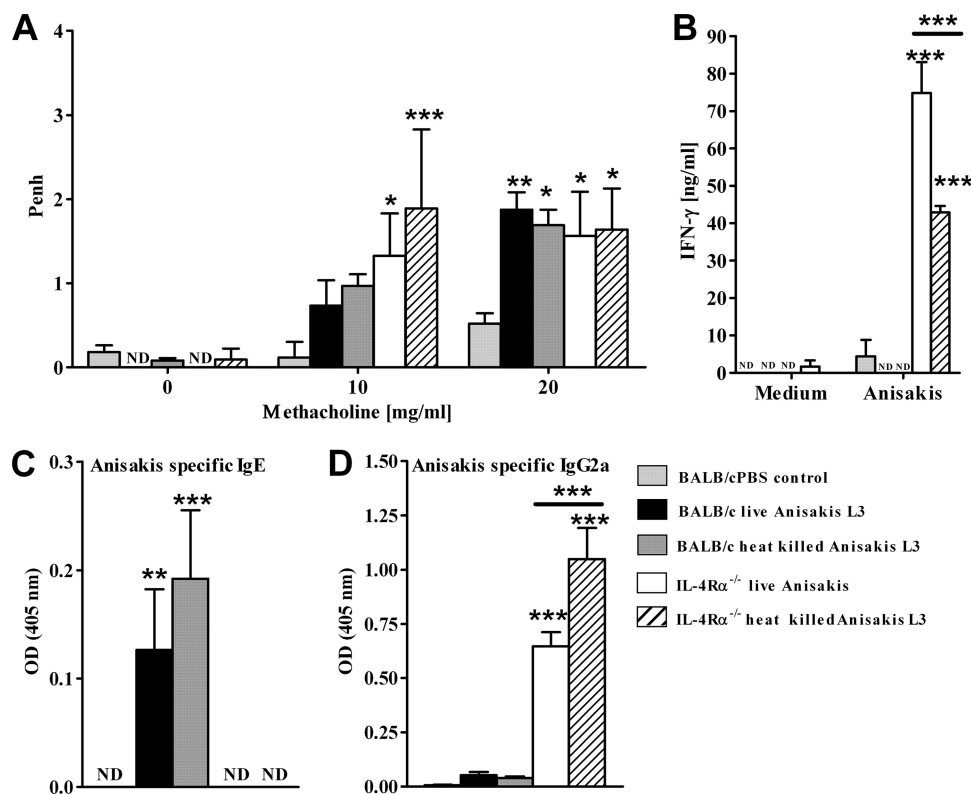 A
4
3
2
1
0
Penh
***
**
*
*
*
*
ND
ND
0
10
20
Methacholine [mg/ml]
B
90
80
70
60
50
40
30
20
10
0
IFN-γ [ng/ml]
***
***
***
ND
ND
ND
ND
ND
Medium
Anisakis
C
Anisakis specific IgE
0.3
0.2
0.1
0.0
OD (405 nm)
***
**
ND
ND
ND
D
Anisakis specific IgG2a
1.50
1.25
1.00
0.75
0.50
0.25
0.00
OD (405 nm)
***
***
***
BALB/cPBS control
BALB/c live Anisakis L3
BALB/c heat killed Anisakis L3
IL-4Rα-/- live Anisakis
IL-4Rα-/- heat killed Anisakis L3